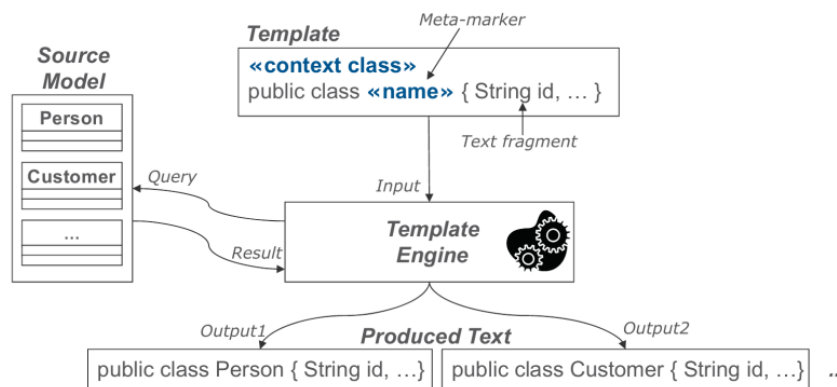 Meta-marker
Template
Source
Model
«context class»
public class «name» { String id, … }
Person
Text fragment
Customer
Query
Input
...
Template
Engine
Result
Output1
Produced Text
Output2
public class Person { String id, …}
public class Customer { String id, …}
..